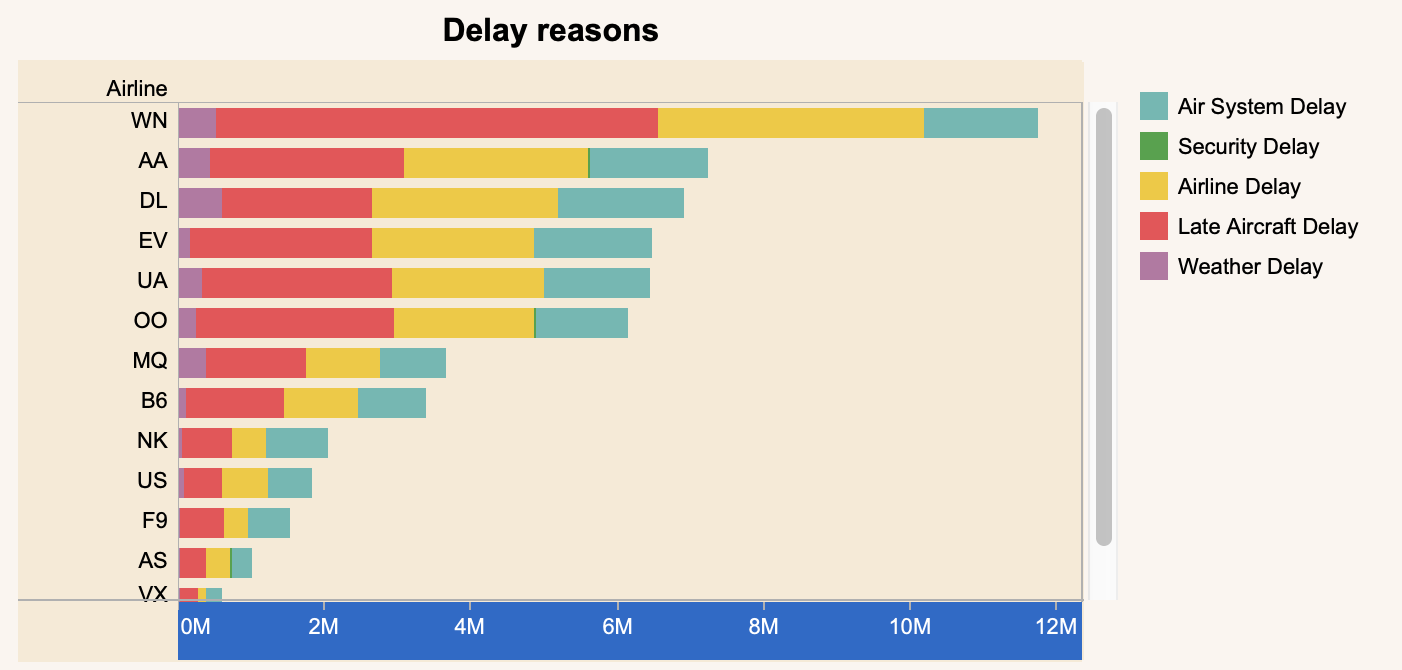 Delay reasons
Airline
WN
AA
DL
EV
UA
OO
MQ
B6
NK
US
F9
AS
VX
0M 2M 4M 6M 8M 10M 12M
Air System Delay
Security Delay
Airline Delay
Late Aircraft Delay
Weather Delay